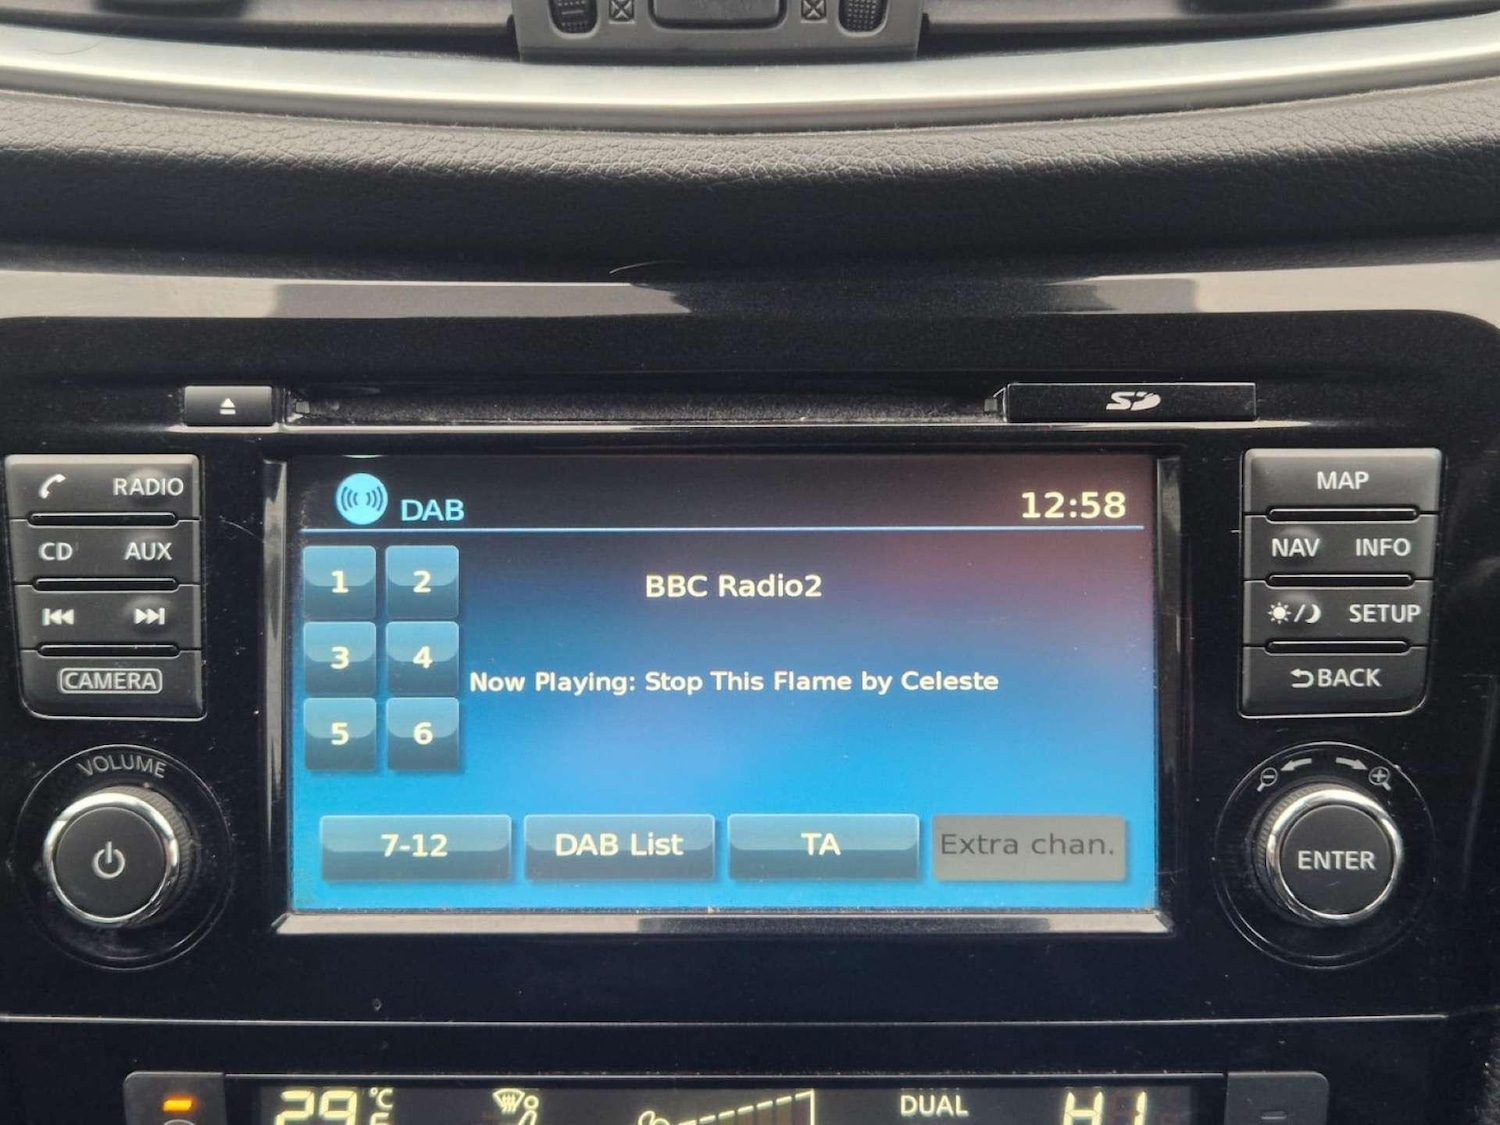 SD
RADIO
CD AUX
CAMERA
VOLUME
DAB
12:58
1 2
3 4
5 6
BBC Radio2
Now Playing: Stop This Flame by Celeste
7-12
DAB List
TA
Extra chan.
MAP
NAV INFO
SETUP
BACK
ENTER
29 °C
DUAL
HI